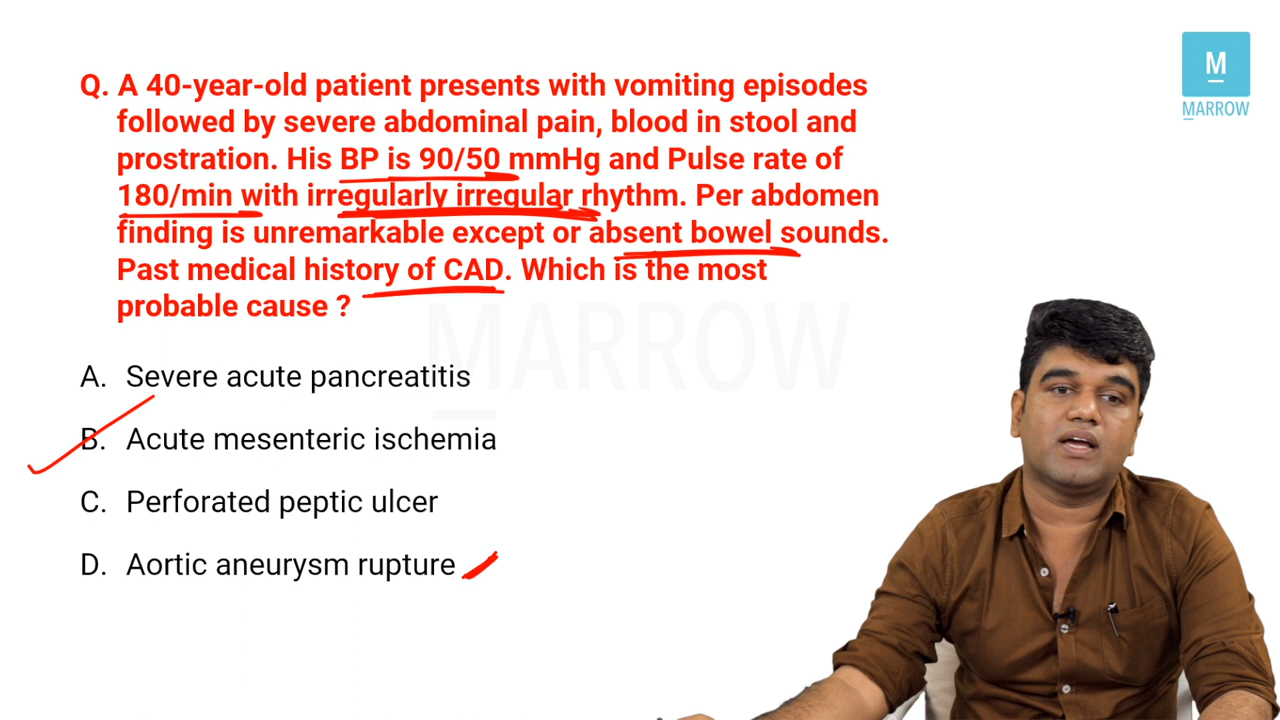 M
MARROW
Q. A 40-year-old patient presents with vomiting episodes
followed by severe abdominal pain, blood in stool and
prostration. His BP is 90/50 mmHg and Pulse rate of
180/min with irregularly irregular rhythm. Per abdomen
finding is unremarkable except or absent bowel sounds.
Past medical history of CAD. Which is the most
probable cause ?
MARROW
A. Severe acute pancreatitis
B. Acute mesenteric ischemia
C. Perforated peptic ulcer
D. Aortic aneurysm rupture